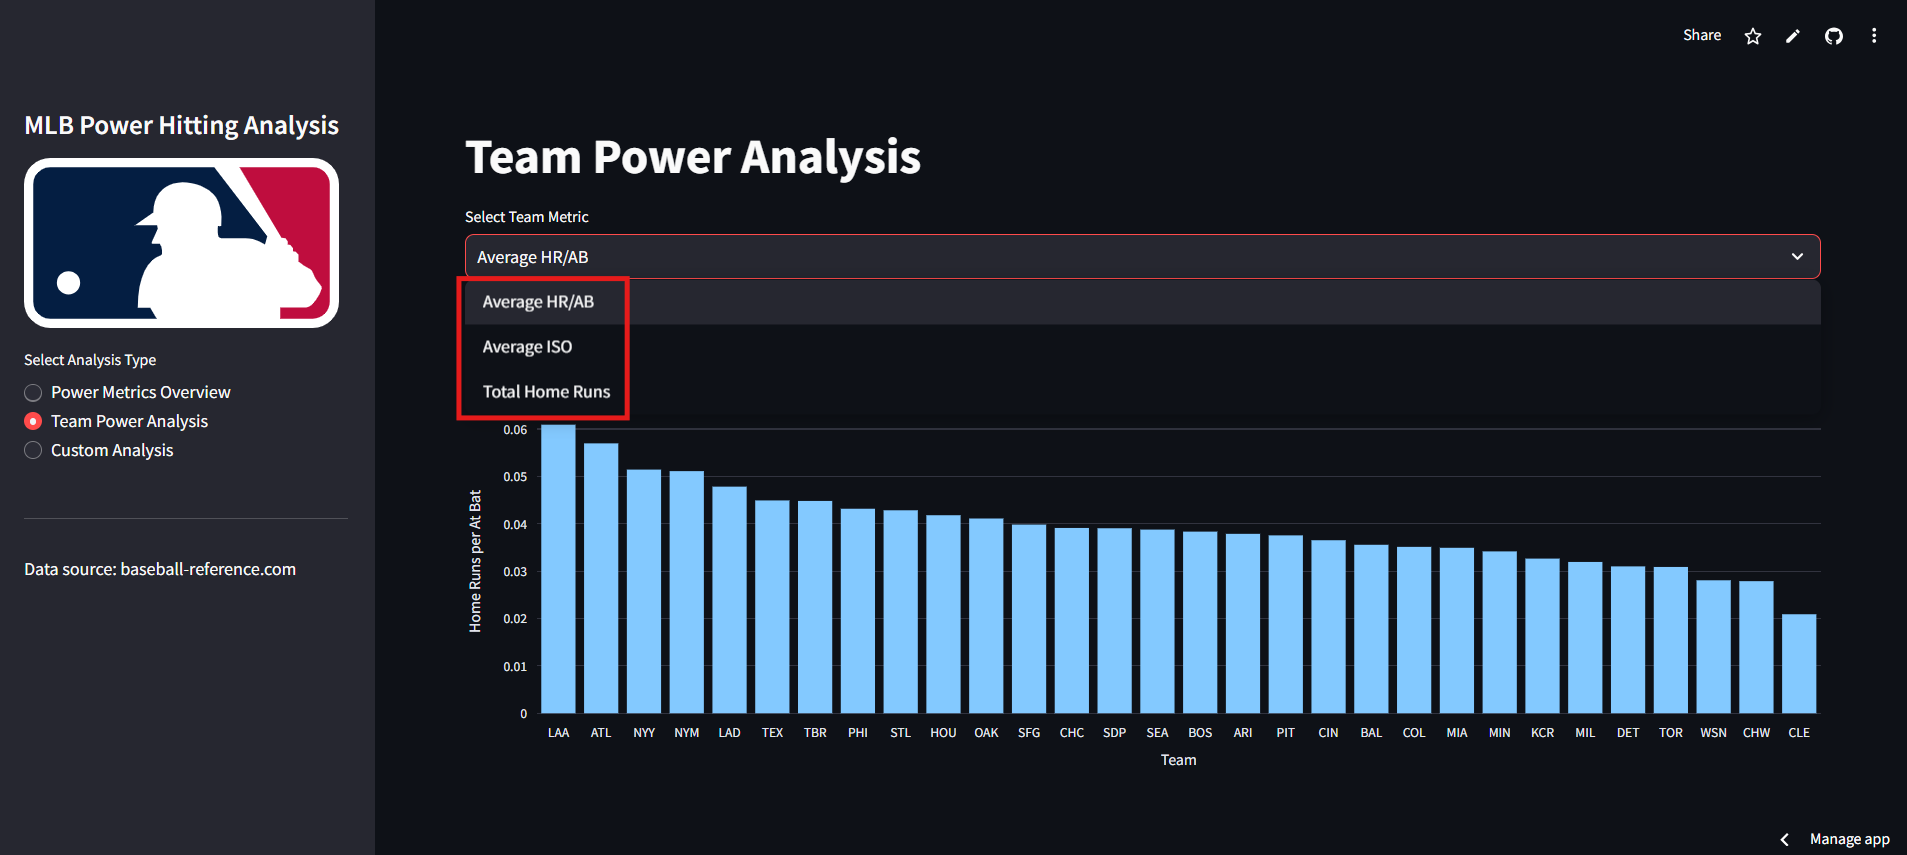 Share
MLB Power Hitting Analysis
Select Analysis Type
Power Metrics Overview
Team Power Analysis
Custom Analysis
Data source: baseball-reference.com
Team Power Analysis
Select Team Metric
Average HR/AB
Average HR/AB
Average ISO
Total Home Runs
Home Runs per At Bat
0.06
0.05
0.04
0.03
0.02
0.01
0
LAA ATL NYY NYM LAD TEX TBR PHI STL HOU OAK SFG CHC SDP SEA BOS ARI PIT CIN BAL COL MIA MIN KCR MIL DET TOR WSN CHW CLE
Team
Manage app